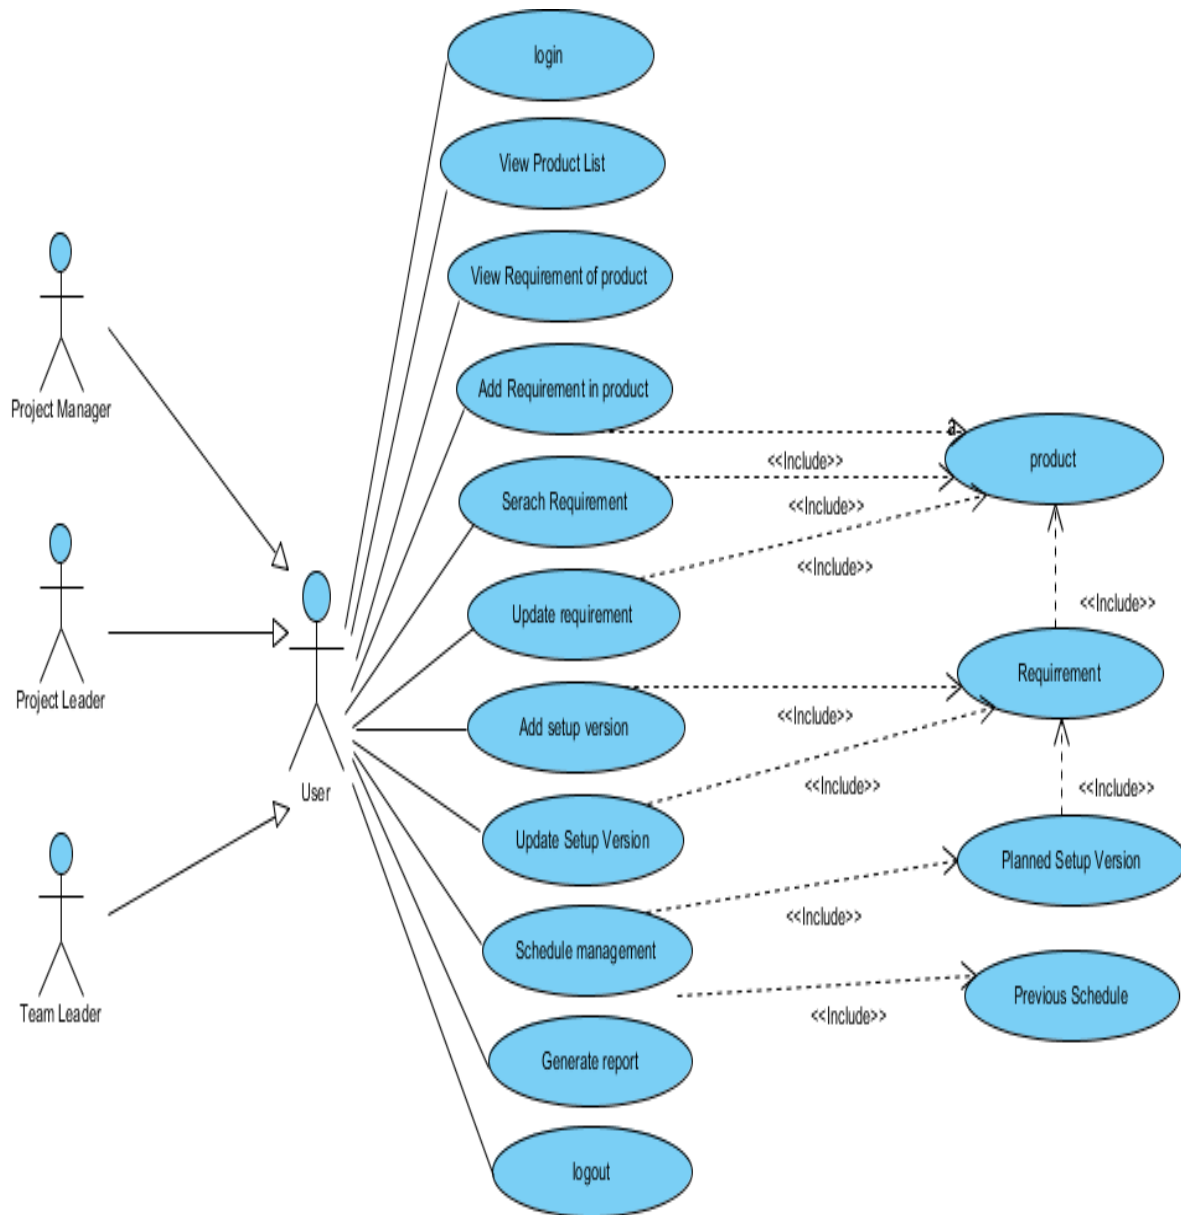 login
View Product List
View Requirement of product
Project Manager
Add Requirement in product
a
<<Include>>
product
Serach Requirement
<<Include>>
<<Include>>
Update requirement
<<Include>>
Project Leader
Requirrement
Add setup version
<<Include>>
User
<<Include>>
<<Include>>
Update Setup Version
Planned Setup Version
<<Include>>
Schedule management
Previous Schedule
Team Leader
<<Include>>
Generate report
logout